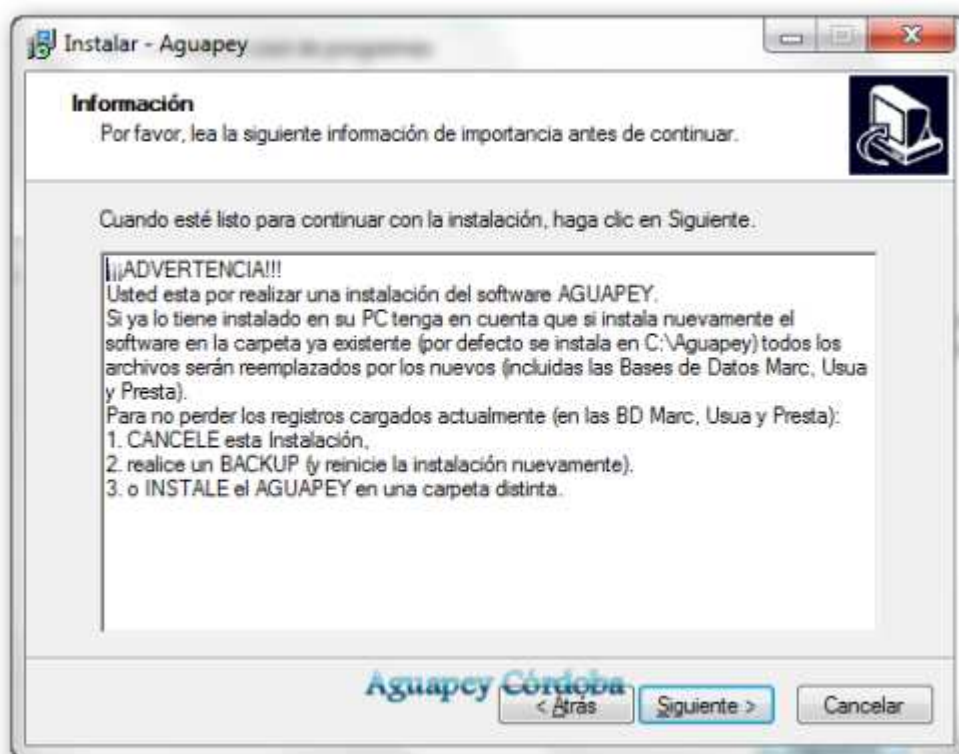 Instalar - Aguapey
Información
Por favor, lea la siguiente información de importancia antes de continuar.
Cuando esté listo para continuar con la instalación, haga clic en Siguiente.
¡¡¡ADVERTENCIA!!!
Usted esta por realizar una instalación del software AGUAPEY.
Si ya lo tiene instalado en su PC tenga en cuenta que si instala nuevamente el
software en la carpeta ya existente (por defecto se instala en C:\Aguapey) todos los
archivos serán reemplazados por los nuevos (incluidas las Bases de Datos Marc, Usua
y Presta).
Para no perder los registros cargados actualmente (en las BD Marc, Usua y Presta):
1. CANCELE esta Instalación,
2. realice un BACKUP (y reinicie la instalación nuevamente).
3. o INSTALE el AGUAPEY en una carpeta distinta.
Aguapey Córdoba
< Atrás
Siguiente >
Cancelar